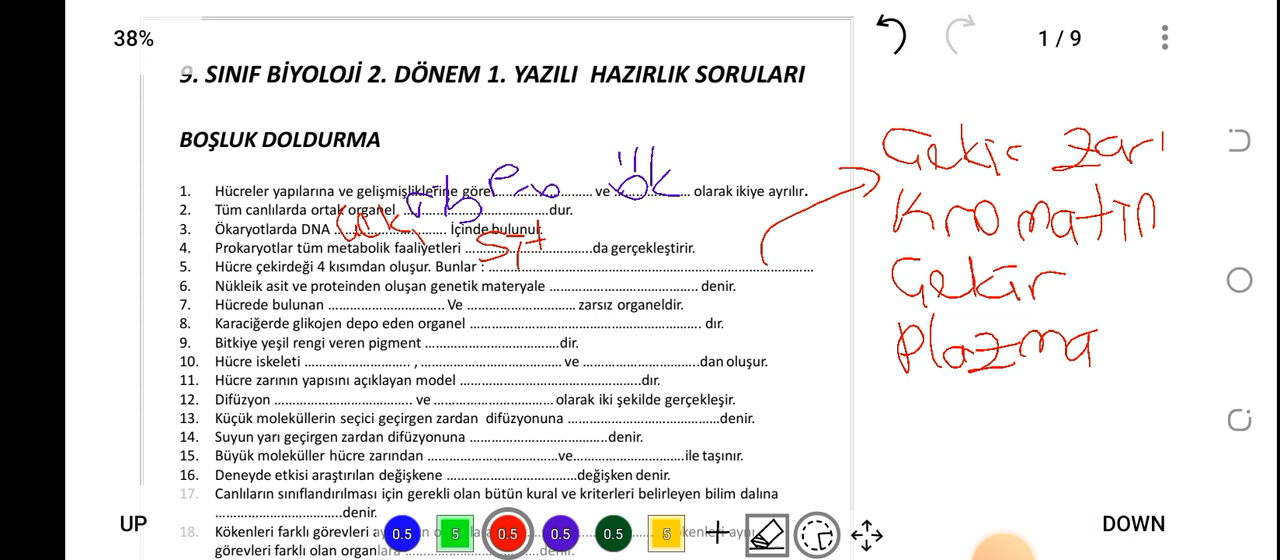 38%
1 / 9
9. SINIF BİYOLOJİ 2. DÖNEM 1. YAZILI HAZIRLIK SORULARI
BOŞLUK DOLDURMA
1. Hücreler yapılarına ve gelişmişliklerine göre ........................ ve ................... olarak ikiye ayrılır.
ök
2. Tüm canlılarda ortak organel ....................................dur.
rb
3. Ökaryotlarda DNA ............................ İçinde bulunur.
4. Prokaryotlar tüm metabolik faaliyetleri ................................da gerçekleştirir.
sit
5. Hücre çekirdeği 4 kısımdan oluşur. Bunlar : ...................................................................................
6. Nükleik asit ve proteinden oluşan genetik materyale ..................................... denir.
7. Hücrede bulunan ............................. Ve ........................... zarsız organeldir.
8. Karaciğerde glikojen depo eden organel .......................................................... dır.
9. Bitkiye yeşil rengi veren pigment ..................................dir.
10. Hücre iskeleti ........................... , ................................... ve .............................dan oluşur.
11. Hücre zarının yapısını açıklayan model .............................................dır.
12. Difüzyon .................................. ve ............................... olarak iki şekilde gerçekleşir.
13. Küçük moleküllerin seçici geçirgen zardan difüzyonuna ......................................denir.
14. Suyun yarı geçirgen zardan difüzyonuna ..................................denir.
15. Büyük moleküller hücre zarından .................................ve............................ile taşınır.
16. Deneyde etkisi araştırılan değişkene .................................değişken denir.
17. Canlıların sınıflandırılması için gerekli olan bütün kural ve kriterleri belirleyen bilim dalına
................................denir.
18. Kökenleri farklı görevleri
görevleri farklı olan organlara ................................denir.
zarı
Kromatin
Plazma
0.5 5 0.5 0.5 0.5 5
UP
DOWN